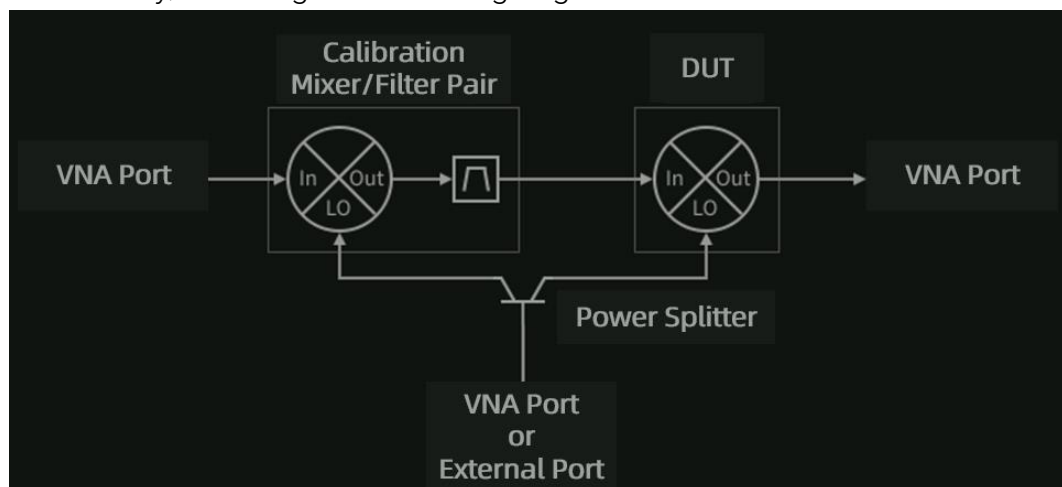 Calibration
Mixer/Filter Pair
DUT
VNA Port
In
Out
LO
In
Out
LO
VNA Port
Power Splitter
VNA Port
or
External Port